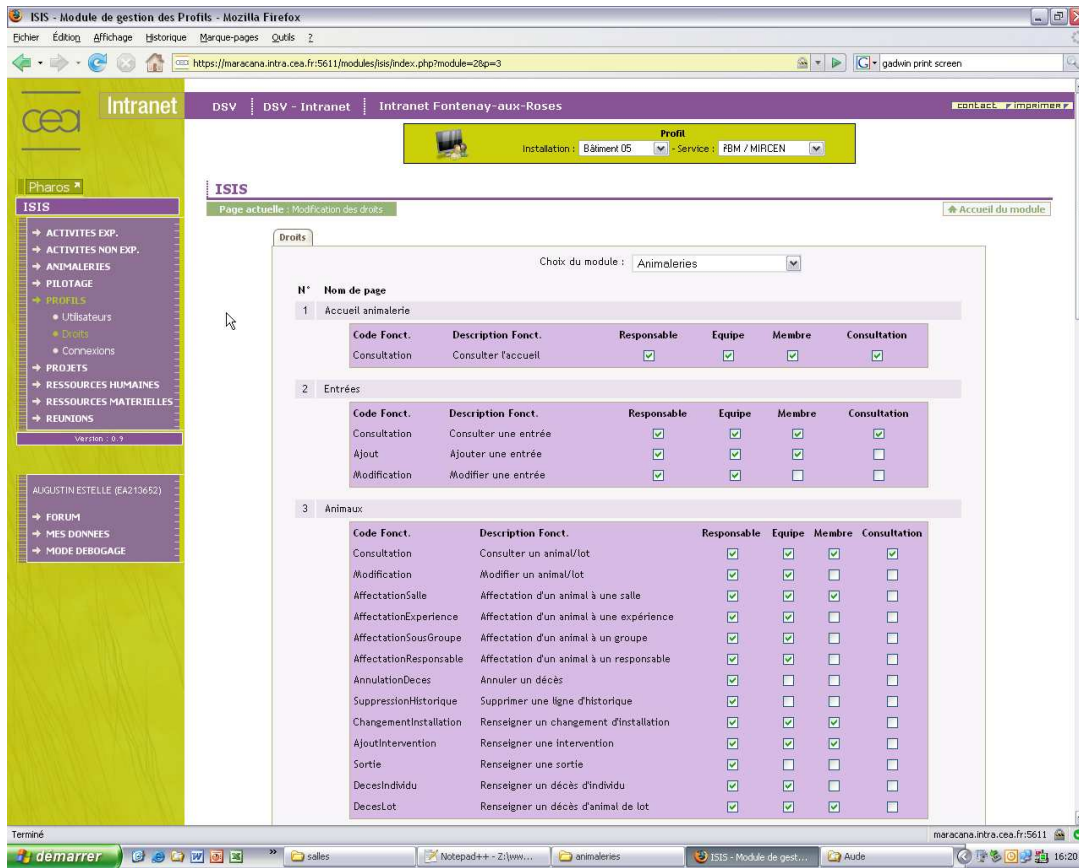 ISIS - Module de gestion des Profils - Mozilla Firefox
Fichier Édition Affichage Historique Marque-pages Outils ?
https://maracana.intra.cea.fr:5611/modules/isis/index.php?module=2&p=3
G gadwin print screen
cea
Intranet
DSV DSV - Intranet Intranet Fontenay-aux-Roses
contact imprimer
Profil
Installation : Bâtiment 05 - Service : / MIRCEN
Pharos
ISIS
ACTIVITES EXP.
ACTIVITES NON EXP.
ANIMALERIES
PILOTAGE
PROFILS
Utilisateurs
Droits
Connexions
PROJETS
RESSOURCES HUMAINES
RESSOURCES MATERIELLES
REUNIONS
Version : 0.9
AUGUSTIN ESTELLE (EA213652)
FORUM
MES DONNEES
MODE DEBOGAGE
ISIS
Page actuelle : Modification des droits
Accueil du module
Droits
Choix du module : Animaleries
N° Nom de page
1 Accueil animalerie
Code Fonct. Description Fonct. Responsable Equipe Membre Consultation
Consultation Consulter l'accueil
2 Entrées
Code Fonct. Description Fonct. Responsable Equipe Membre Consultation
Consultation Consulter une entrée
Ajout Ajouter une entrée
Modification Modifier une entrée
3 Animaux
Code Fonct. Description Fonct. Responsable Equipe Membre Consultation
Consultation Consulter un animal/lot
Modification Modifier un animal/lot
AffectationSalle Affectation d'un animal à une salle
AffectationExperience Affectation d'un animal à une expérience
AffectationSousGroupe Affectation d'un animal à un groupe
AffectationResponsable Affectation d'un animal à un responsable
AnnulationDeces Annuler un décès
SuppressionHistorique Supprimer une ligne d'historique
ChangementInstallation Renseigner un changement d'installation
AjoutIntervention Renseigner une intervention
Sortie Renseigner une sortie
DecesIndividu Renseigner un décès d'individu
DecesLot Renseigner un décès d'animal de lot
Terminé
maracana.intra.cea.fr:5611
démarrer
»
salles
Notepad++ - Z:\ww...
animaleries
ISIS - Module de gest...
Aude
16:20